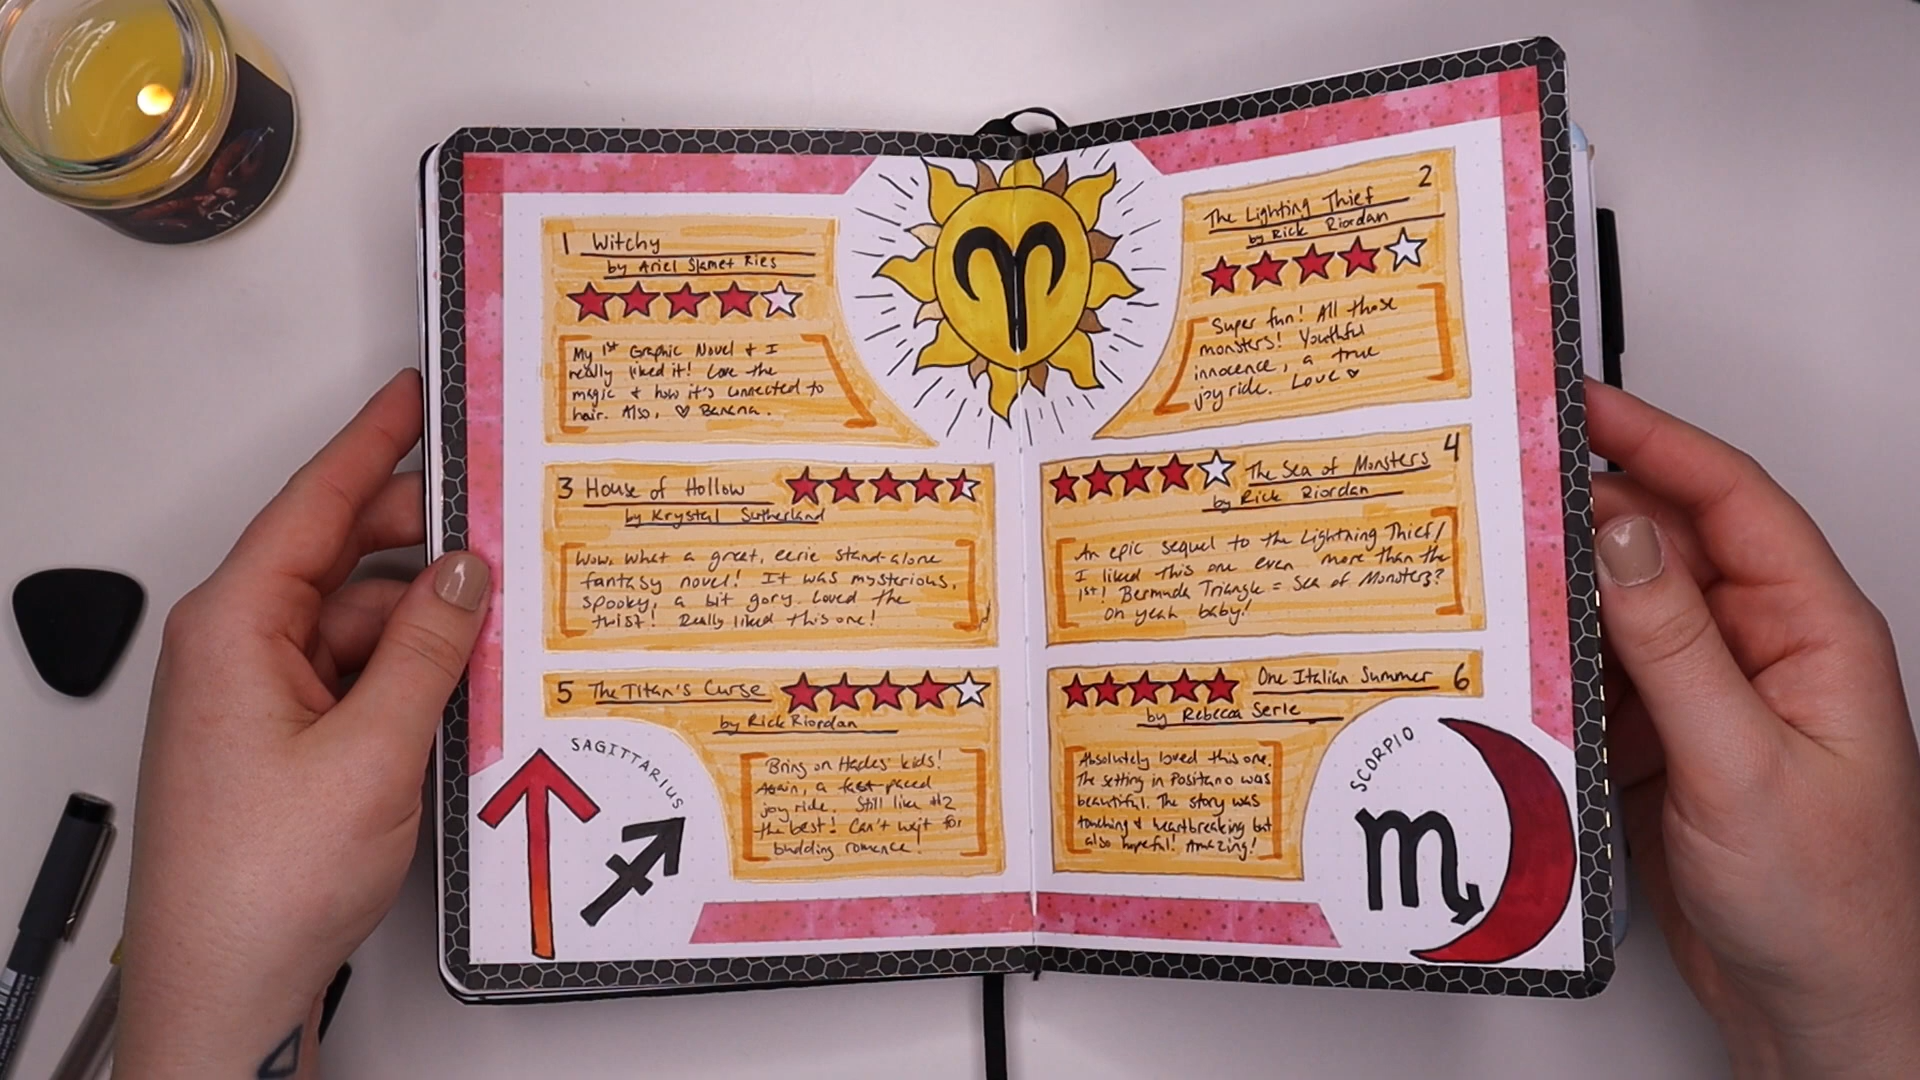 1 Witchy
by Ariel Slamet Ries
My 1st Graphic Novel & I
really liked it! Love the
magic & how it's connected to
hair. Also, ♡ Banana.
2
The Lighting Thief
by Rick Riordan
Super fun! All those
monsters! Youthful
innocence, a true
joy ride. Love ♡
3 House of Hollow
by Krystal Sutherland
Wow, what a great, eerie stand-alone
fantasy novel! It was mysterious,
spooky, a bit gory. Loved the
twist! Really liked this one!
The Sea of Monsters 4
by Rick Riordan
An epic sequel to the Lightning Thief/
I liked this one even more than the
1st! Bermuda Triangle = Sea of Monsters?
oh yeah baby!
5 The Titan's Curse
by Rick Riordan
Bring on Hades' kids!
Again, a fast-paced
joy ride. Still like #2
the best! Can't wait for
budding romance!
SAGITTARIUS
One Italian Summer 6
by Rebecca Serle
Absolutely loved this one.
The setting in Positano was
beautiful. The story was
touching & heartbreaking but
also hopeful! Amazing!
SCORPIO